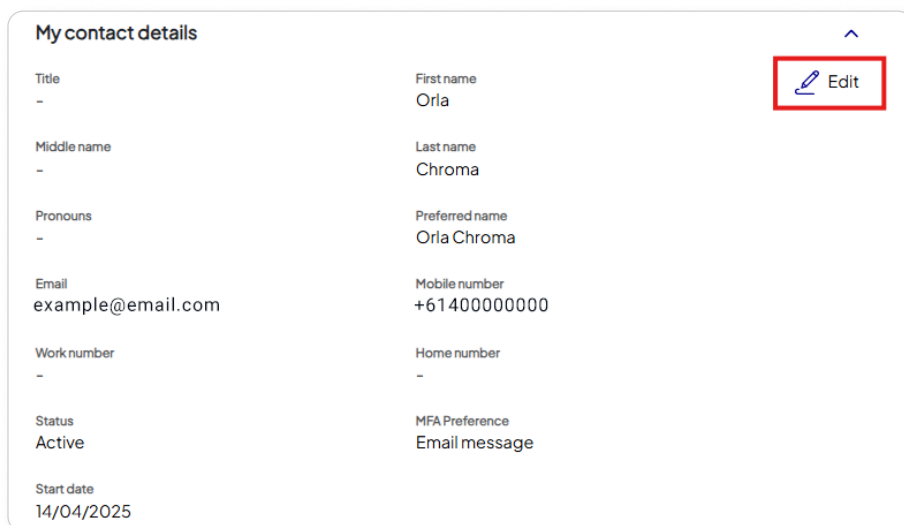 My contact details
Edit
Title
-
First name
Orla
Middle name
-
Last name
Chroma
Pronouns
-
Preferred name
Orla Chroma
Email
example@email.com
Mobile number
+61400000000
Work number
-
Home number
-
Status
Active
MFA Preference
Email message
Start date
14/04/2025